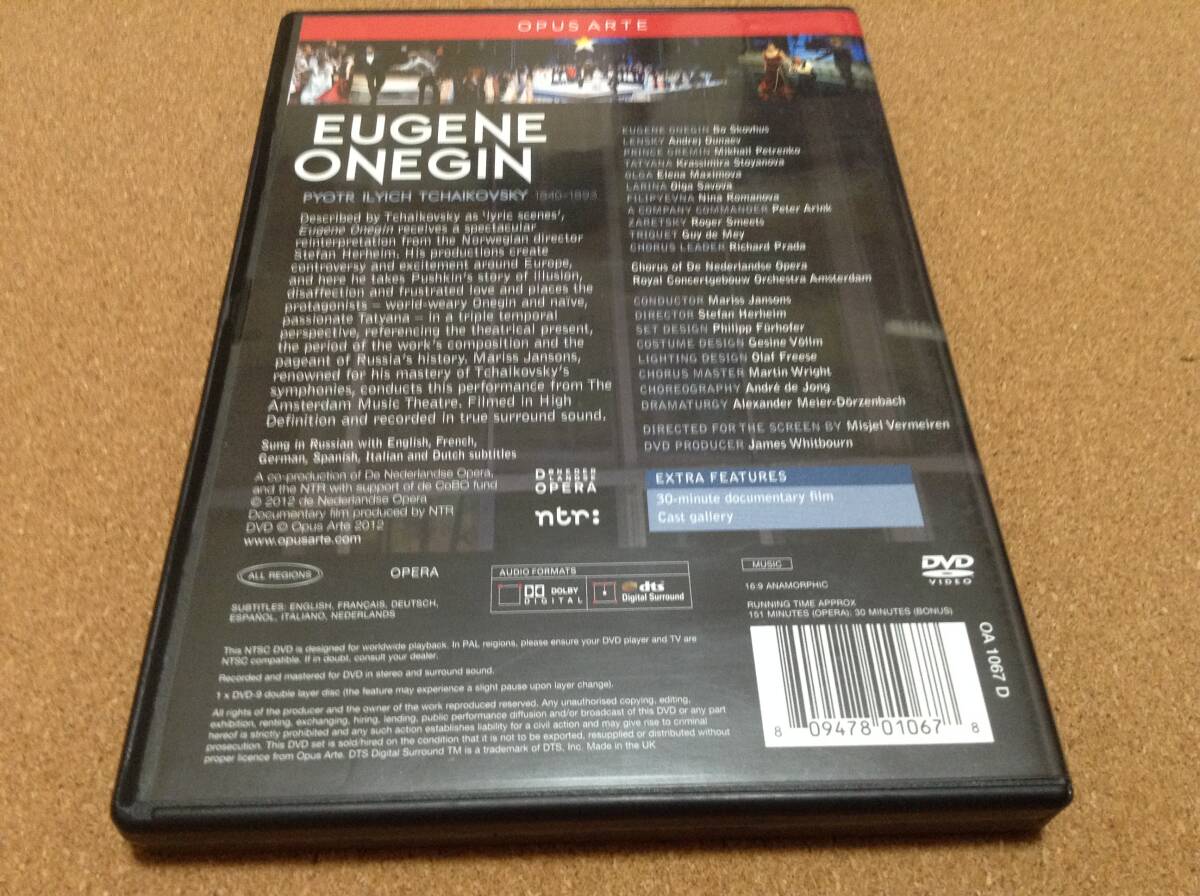 OPUS ARTE
EUGENE
ONEGIN
PYOTR ILYICH TCHAIKOVSKY 1840–1893
Described by Tchaikovsky as 'lyric scenes',
Eugene Onegin receives a spectacular
reinterpretation from the Norwegian director
Stefan Herheim. His productions create
controversy and excitement around Europe,
and here he takes Pushkin's story of illusion,
disaffection and frustrated love and places the
protagonists – world-weary Onegin and naïve,
passionate Tatyana – in a triple temporal
perspective, referencing the theatrical present,
the period of the work's composition and the
pageant of Russia's history. Mariss Jansons,
renowned for his mastery of Tchaikovsky's
symphonies, conducts this performance from The
Amsterdam Music Theatre. Filmed in High
Definition and recorded in true surround sound.
Sung in Russian with English, French,
German, Spanish, Italian and Dutch subtitles
A co-production of De Nederlandse Opera,
and the NTR with support of de CoBO fund
© 2012 de Nederlandse Opera
Documentary film produced by NTR
DVD © Opus Arte 2012
www.opusarte.com
EUGENE ONEGIN Bo Skovhus
LENSKY Andrej Dunaev
PRINCE GREMIN Mikhail Petrenko
TATYANA Krassimira Stoyanova
OLGA Elena Maximova
LARINA Olga Savova
FILIPYEVNA Nina Romanova
A COMPANY COMMANDER Peter Arink
ZARETSKY Roger Smeets
TRIQUET Guy de Mey
CHORUS LEADER Richard Prada
Chorus of De Nederlandse Opera
Royal Concertgebouw Orchestra Amsterdam
CONDUCTOR Mariss Jansons
DIRECTOR Stefan Herheim
SET DESIGN Philipp Fürhofer
COSTUME DESIGN Gesine Völlm
LIGHTING DESIGN Olaf Freese
CHORUS MASTER Martin Wright
CHOREOGRAPHY André de Jong
DRAMATURGY Alexander Meier-Dörzenbach
DIRECTED FOR THE SCREEN BY Misjel Vermeiren
DVD PRODUCER James Whitbourn
DE NEDER
LANDSE
OPERA
ntr:
EXTRA FEATURES
30-minute documentary film
Cast gallery
ALL REGIONS
OPERA
AUDIO FORMATS
DOLBY
DIGITAL
dts
Digital Surround
MUSIC
DVD
VIDEO
16:9 ANAMORPHIC
RUNNING TIME APPROX
151 MINUTES (OPERA); 30 MINUTES (BONUS)
SUBTITLES: ENGLISH, FRANÇAIS, DEUTSCH,
ESPAÑOL, ITALIANO, NEDERLANDS
This NTSC DVD is designed for worldwide playback. In PAL regions, please ensure your DVD player and TV are
NTSC compatible. If in doubt, consult your dealer.
Recorded and mastered for DVD in stereo and surround sound.
1 x DVD-9 double layer disc (the feature may experience a slight pause upon layer change).
All rights of the producer and the owner of the work reproduced reserved. Any unauthorised copying, editing,
exhibition, renting, exchanging, hiring, lending, public performance diffusion and/or broadcast of this DVD or any part
hereof is strictly prohibited and any such action establishes liability for a civil action and may give rise to criminal
prosecution. This DVD set is sold/hired on the condition that it is not to be exported, resupplied or distributed without
proper licence from Opus Arte. DTS Digital Surround TM is a trademark of DTS, Inc. Made in the UK
OA 1067 D
8 09478 01067 8